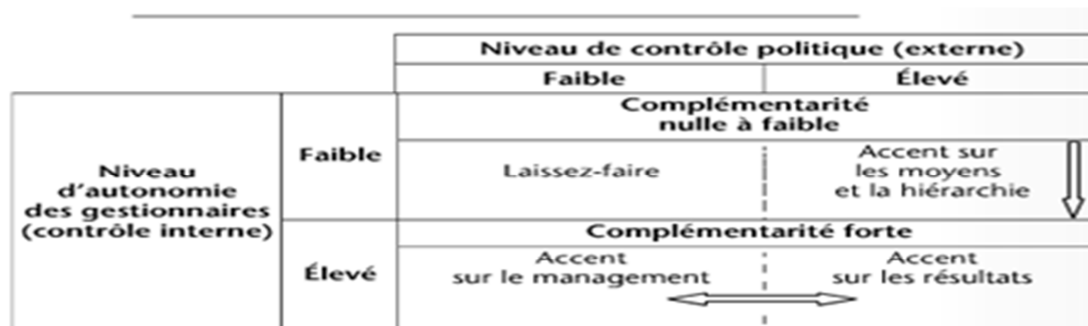 Niveau de contrôle politique (externe)
Faible
Élevé
Complémentarité
nulle à faible
Niveau
d'autonomie
des gestionnaires
(contrôle interne)
Faible
Laissez-faire
Accent sur
les moyens
et la hiérarchie
Complémentarité forte
Élevé
Accent
sur le management
Accent
sur les résultats